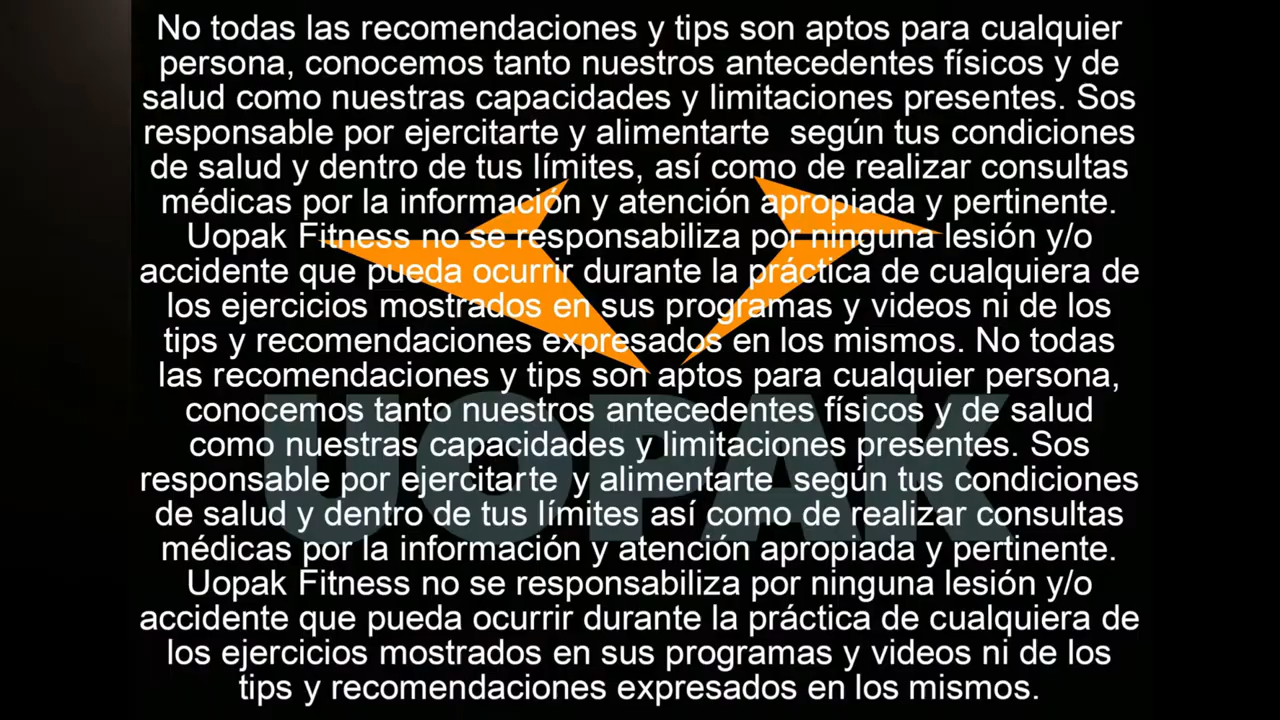 No todas las recomendaciones y tips son aptos para cualquier
persona, conocemos tanto nuestros antecedentes físicos y de
salud como nuestras capacidades y limitaciones presentes. Sos
responsable por ejercitarte y alimentarte  según tus condiciones
de salud y dentro de tus límites, así como de realizar consultas
médicas por la información y atención apropiada y pertinente.
Uopak Fitness no se responsabiliza por ninguna lesión y/o
accidente que pueda ocurrir durante la práctica de cualquiera de
los ejercicios mostrados en sus programas y videos ni de los
tips y recomendaciones expresados en los mismos. No todas
las recomendaciones y tips son aptos para cualquier persona,
conocemos tanto nuestros antecedentes físicos y de salud
como nuestras capacidades y limitaciones presentes. Sos
responsable por ejercitarte y alimentarte  según tus condiciones
de salud y dentro de tus límites así como de realizar consultas
médicas por la información y atención apropiada y pertinente.
Uopak Fitness no se responsabiliza por ninguna lesión y/o
accidente que pueda ocurrir durante la práctica de cualquiera de
los ejercicios mostrados en sus programas y videos ni de los
tips y recomendaciones expresados en los mismos.
UOPAK